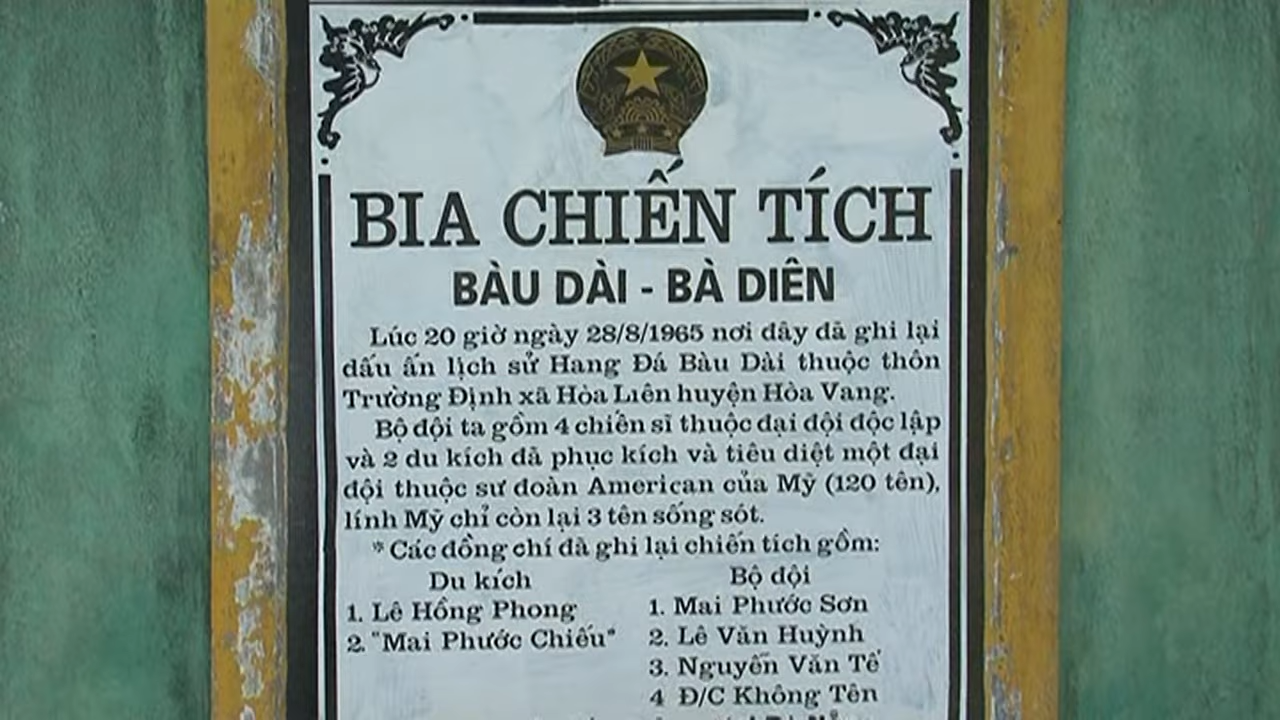 BIA CHIẾN TÍCH
BÀU DÀI - BÀ DIÊN
Lúc 20 giờ ngày 28/8/1965 nơi đây đã ghi lại
dấu ấn lịch sử Hang Đá Bàu Dài thuộc thôn
Trường Định xã Hòa Liên huyện Hòa Vang.
Bộ đội ta gồm 4 chiến sĩ thuộc đại đội độc lập
và 2 du kích đã phục kích và tiêu diệt một đại
đội thuộc sư đoàn American của Mỹ (120 tên),
lính Mỹ chỉ còn lại 3 tên sống sót.
* Các đồng chí đã ghi lại chiến tích gồm:
Du kích
1. Lê Hồng Phong
2. "Mai Phước Chiếu"
Bộ đội
1. Mai Phước Sơn
2. Lê Văn Huỳnh
3. Nguyễn Văn Tế
4 Đ/C Không Tên